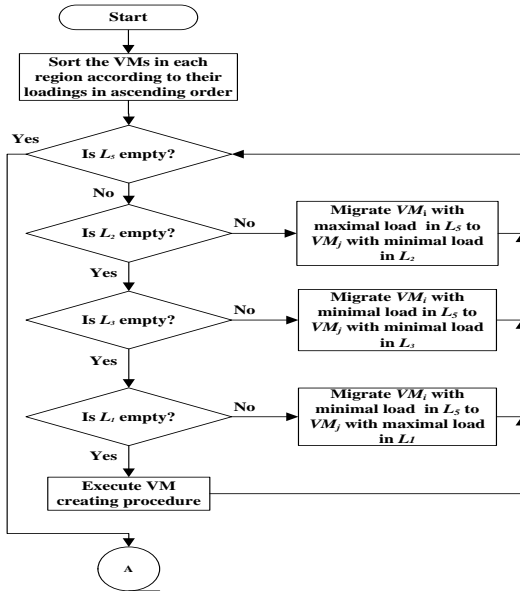 Start
Sort the VMs in each
region according to their
loadings in ascending order
Yes
Is L5 empty?
No
Is L2 empty?
No
Migrate VMi with
maximal load in L5 to
VMj with minimal load
in L2
Yes
Is L3 empty?
No
Migrate VMi with
minimal load in L5 to
VMj with minimal load
in L3
Yes
Is L1 empty?
No
Migrate VMi with
minimal load in L5 to
VMj with maximal load
in L1
Yes
Execute VM
creating procedure
A